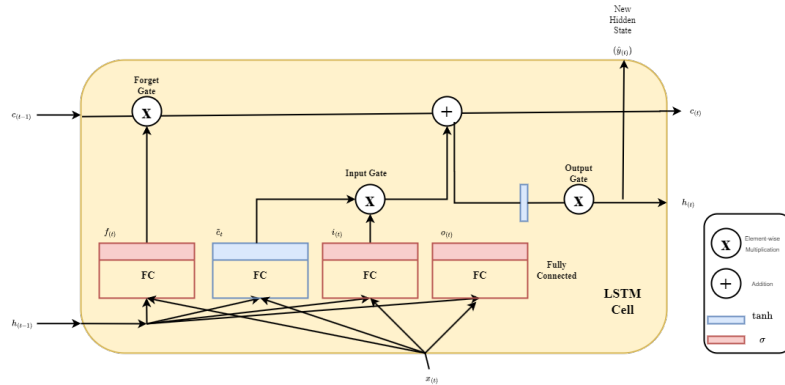 New
Hidden
State
(ŷ₍ₜ₎)
Forget
Gate
c₍ₜ₋₁₎
X
+
c₍ₜ₎
Input Gate
X
Output
Gate
X
h₍ₜ₎
f₍ₜ₎
c̃ₜ
i₍ₜ₎
o₍ₜ₎
FC
FC
FC
FC
Fully
Connected
LSTM
Cell
h₍ₜ₋₁₎
x₍ₜ₎
X
Element-wise
Multiplication
+
Addition
tanh
σ